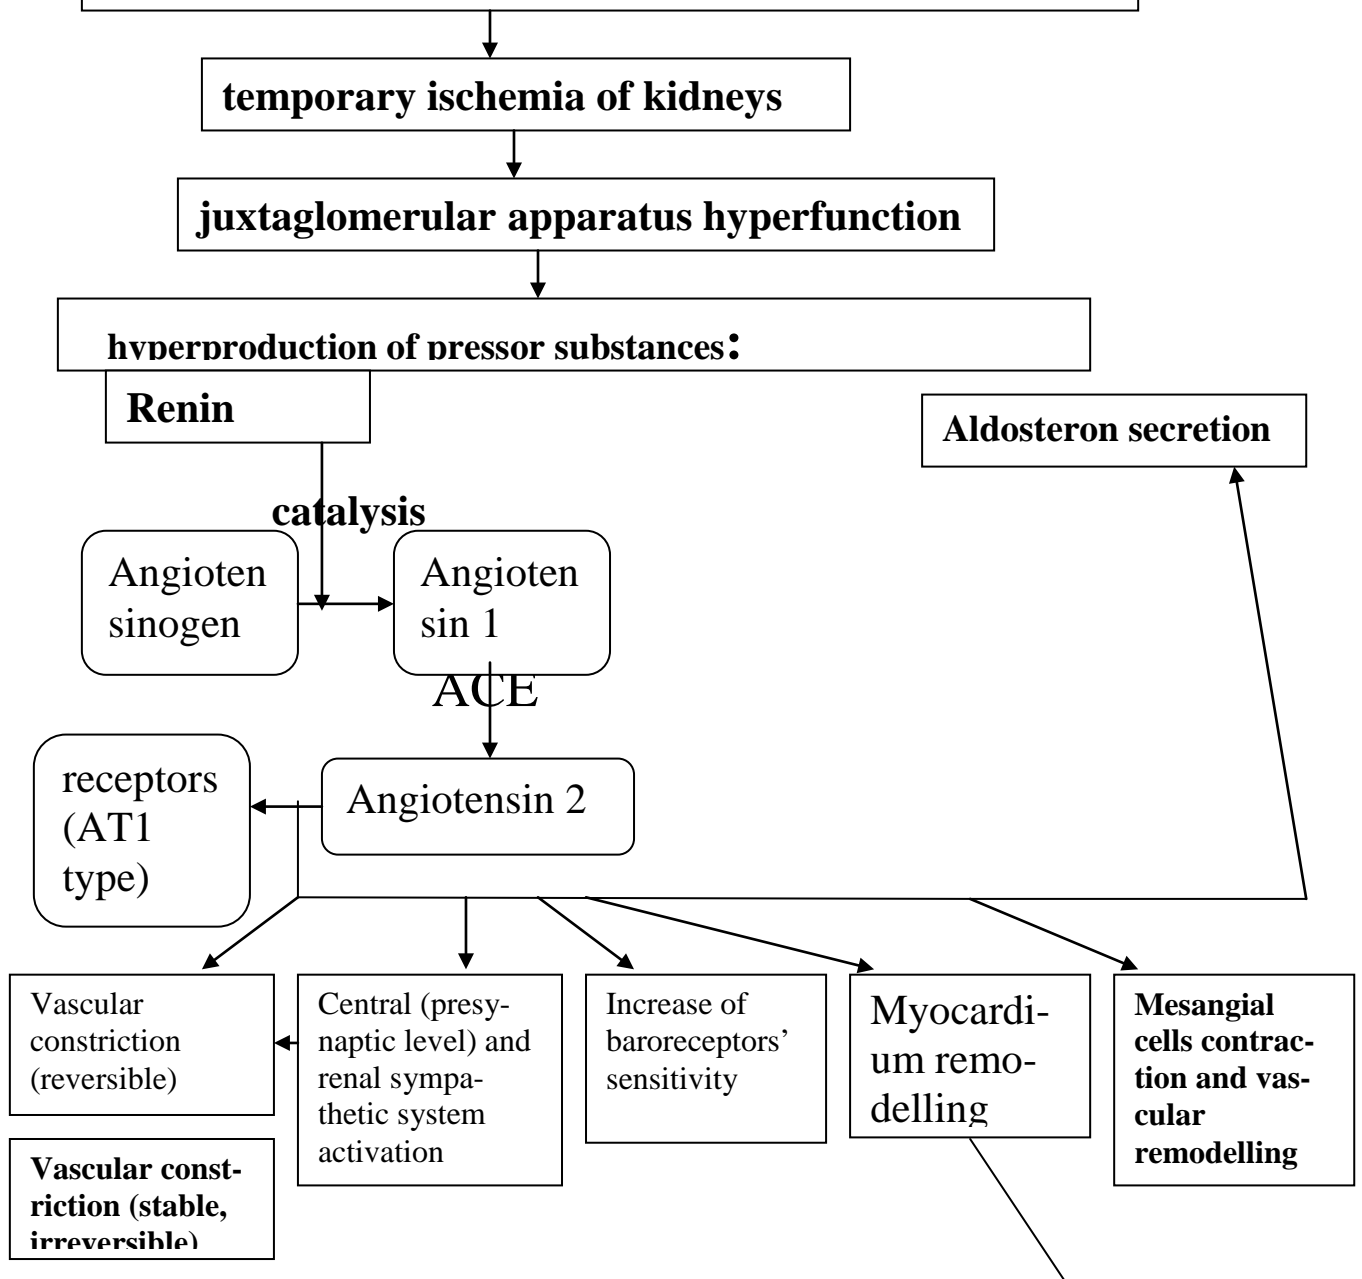 temporary ischemia of kidneys
juxtaglomerular apparatus hyperfunction
hyperproduction of pressor substances:
Renin
Aldosteron secretion
catalysis
Angioten
sinogen
Angioten
sin 1
ACE
receptors
(AT1
type)
Angiotensin 2
Vascular
constriction
(reversible)
Central (presy-
naptic level) and
renal sympa-
thetic system
activation
Increase of
baroreceptors’
sensitivity
Myocardi-
um remo-
delling
Mesangial
cells contrac-
tion and vas-
cular
remodelling
Vascular const-
riction (stable,
irreversible)